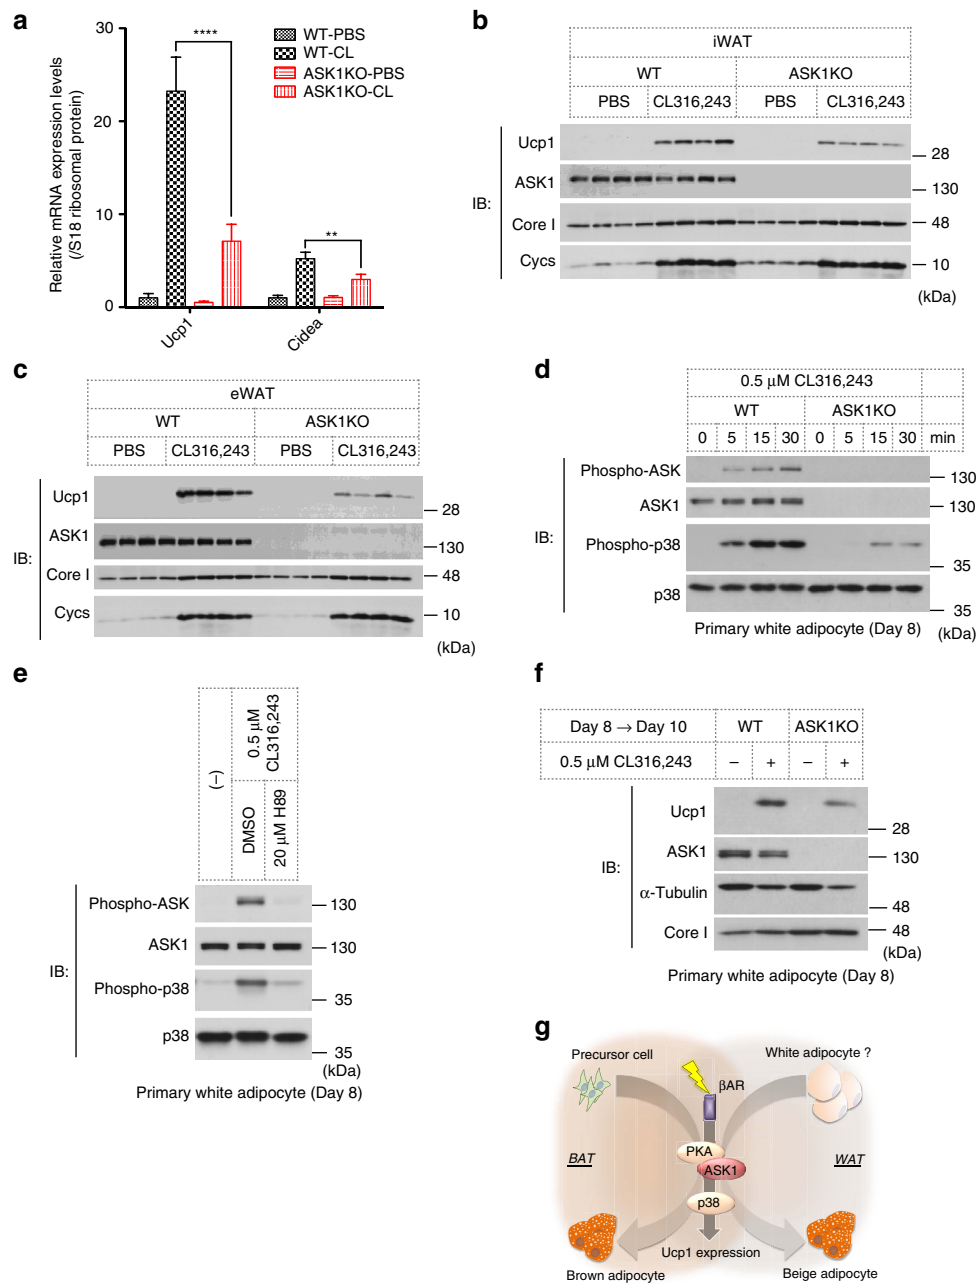 a
30
20
10
0
Relative mRNA expression levels
(/S18 ribosomal protein)
****
**
WT-PBS
WT-CL
ASK1KO-PBS
ASK1KO-CL
Ucp1
Cidea
b
iWAT
WT
ASK1KO
PBS
CL316,243
PBS
CL316,243
IB:
Ucp1
28
ASK1
130
Core I
48
Cycs
10
(kDa)
c
eWAT
WT
ASK1KO
PBS
CL316,243
PBS
CL316,243
IB:
Ucp1
28
ASK1
130
Core I
48
Cycs
10
(kDa)
d
0.5 µM CL316,243
WT
ASK1KO
0 5 15 30 0 5 15 30 min
IB:
Phospho-ASK
130
ASK1
130
Phospho-p38
35
p38
35
Primary white adipocyte (Day 8)
(kDa)
e
(–)
0.5 µM
CL316,243
DMSO
20 µM H89
IB:
Phospho-ASK
130
ASK1
130
Phospho-p38
35
p38
35
(kDa)
Primary white adipocyte (Day 8)
f
Day 8 → Day 10
WT
ASK1KO
0.5 µM CL316,243
– + – +
IB:
Ucp1
28
ASK1
130
α-Tubulin
48
Core I
48
(kDa)
Primary white adipocyte (Day 8)
g
Precursor cell
White adipocyte ?
βAR
PKA
ASK1
BAT
WAT
p38
Ucp1 expression
Brown adipocyte
Beige adipocyte